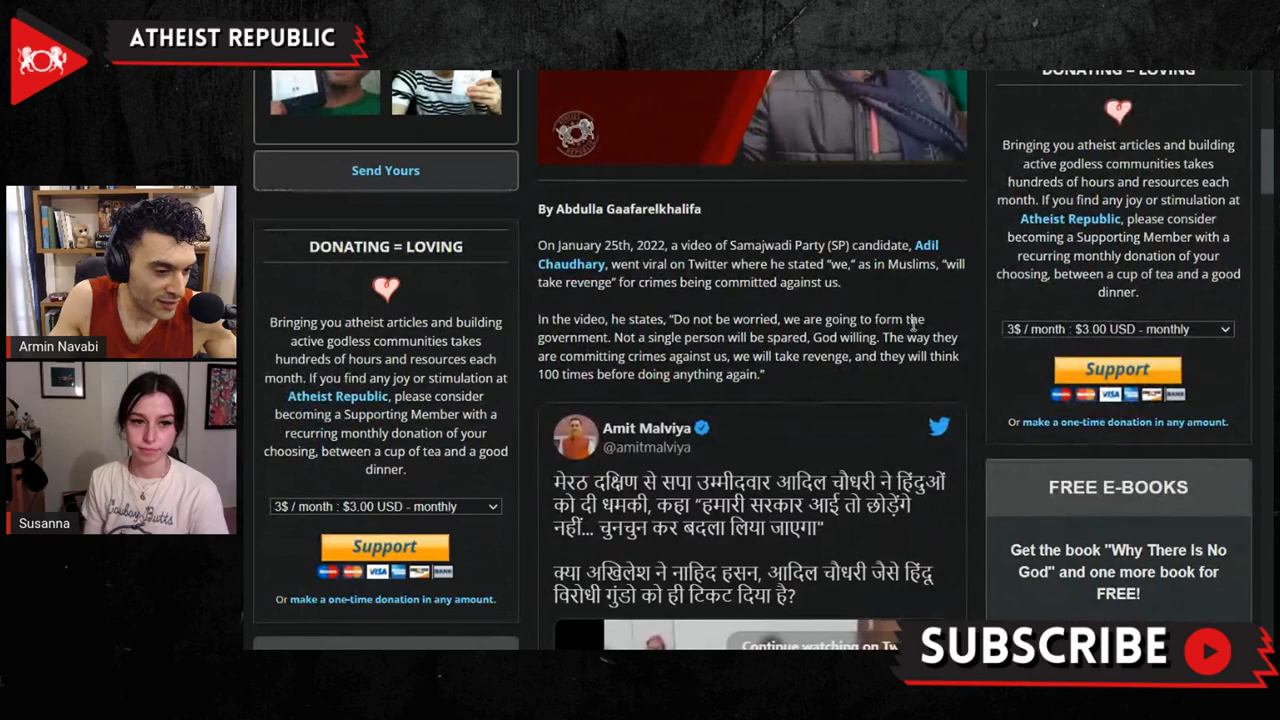 ATHEIST REPUBLIC
Armin Navabi
Susanna
Send Yours
DONATING = LOVING
Bringing you atheist articles and building
active godless communities takes
hundreds of hours and resources each
month. If you find any joy or stimulation at
Atheist Republic, please consider
becoming a Supporting Member with a
recurring monthly donation of your
choosing, between a cup of tea and a good
dinner.
3$ / month : $3.00 USD - monthly
Support
VISA
BANK
Or make a one-time donation in any amount.
By Abdulla Gaafarelkhalifa
On January 25th, 2022, a video of Samajwadi Party (SP) candidate, Adil
Chaudhary, went viral on Twitter where he stated “we,” as in Muslims, “will
take revenge” for crimes being committed against us.
In the video, he states, “Do not be worried, we are going to form the
government. Not a single person will be spared, God willing. The way they
are committing crimes against us, we will take revenge, and they will think
100 times before doing anything again.”
Amit Malviya
@amitmalviya
मेरठ दक्षिण से सपा उम्मीदवार आदिल चौधरी ने हिंदुओं
को दी धमकी, कहा “हमारी सरकार आई तो छोड़ेंगे
नहीं... चुनचुन कर बदला लिया जाएगा"
क्या अखिलेश ने नाहिद हसन, आदिल चौधरी जैसे हिंदू
विरोधी गुंडो को ही टिकट दिया है?
Continue watching on
DONATING = LOVING
Bringing you atheist articles and building
active godless communities takes
hundreds of hours and resources each
month. If you find any joy or stimulation at
Atheist Republic, please consider
becoming a Supporting Member with a
recurring monthly donation of your
choosing, between a cup of tea and a good
dinner.
3$ / month : $3.00 USD - monthly
Support
VISA
BANK
Or make a one-time donation in any amount.
FREE E-BOOKS
Get the book "Why There Is No
God" and one more book for
FREE!
SUBSCRIBE